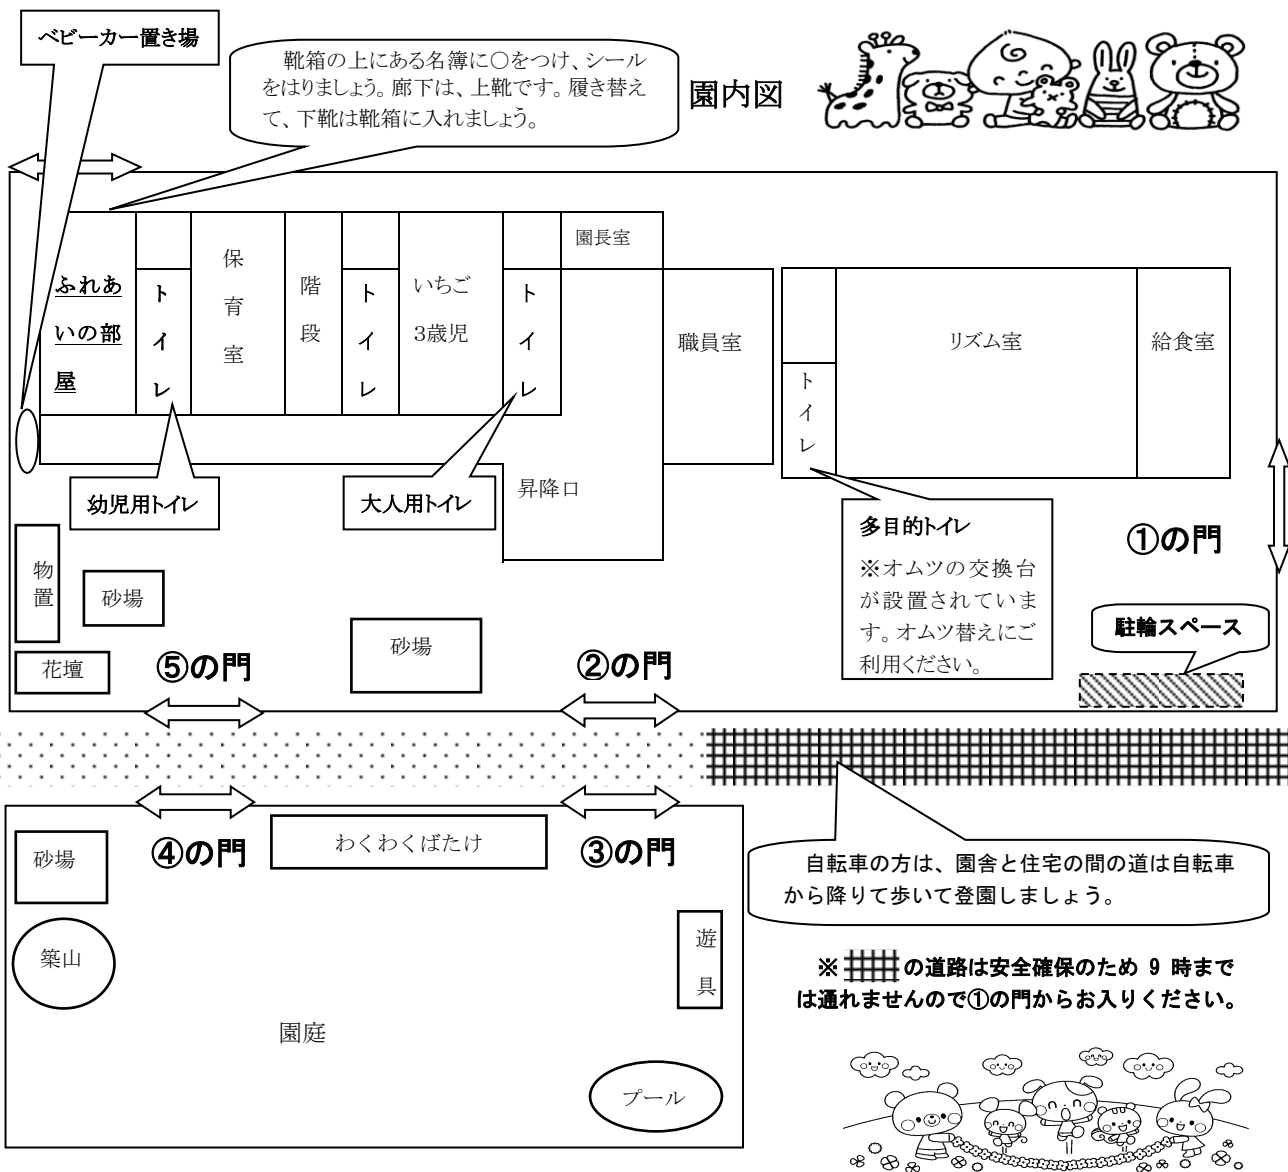 ベビーカー置き場
靴箱の上にある名簿に〇をつけ、シール
をはりましょう。廊下は、上靴です。履き替え
て、下靴は靴箱に入れましょう。
園内図
ふれあ
いの部
屋
トイレ
保育室
階段
トイレ
いちご
3歳児
トイレ
園長室
職員室
トイレ
リズム室
給食室
幼児用トイレ
大人用トイレ
昇降口
多目的トイレ
※オムツの交換台
が設置されていま
す。オムツ替えにご
利用ください。
①の門
駐輪スペース
物置
砂場
花壇
⑤の門
砂場
②の門
砂場
④の門
わくわくばたけ
③の門
築山
遊具
園庭
プール
自転車の方は、園舎と住宅の間の道は自転車
から降りて歩いて登園しましょう。
※ の道路は安全確保のため 9 時まで
は通れませんので①の門からお入りください。